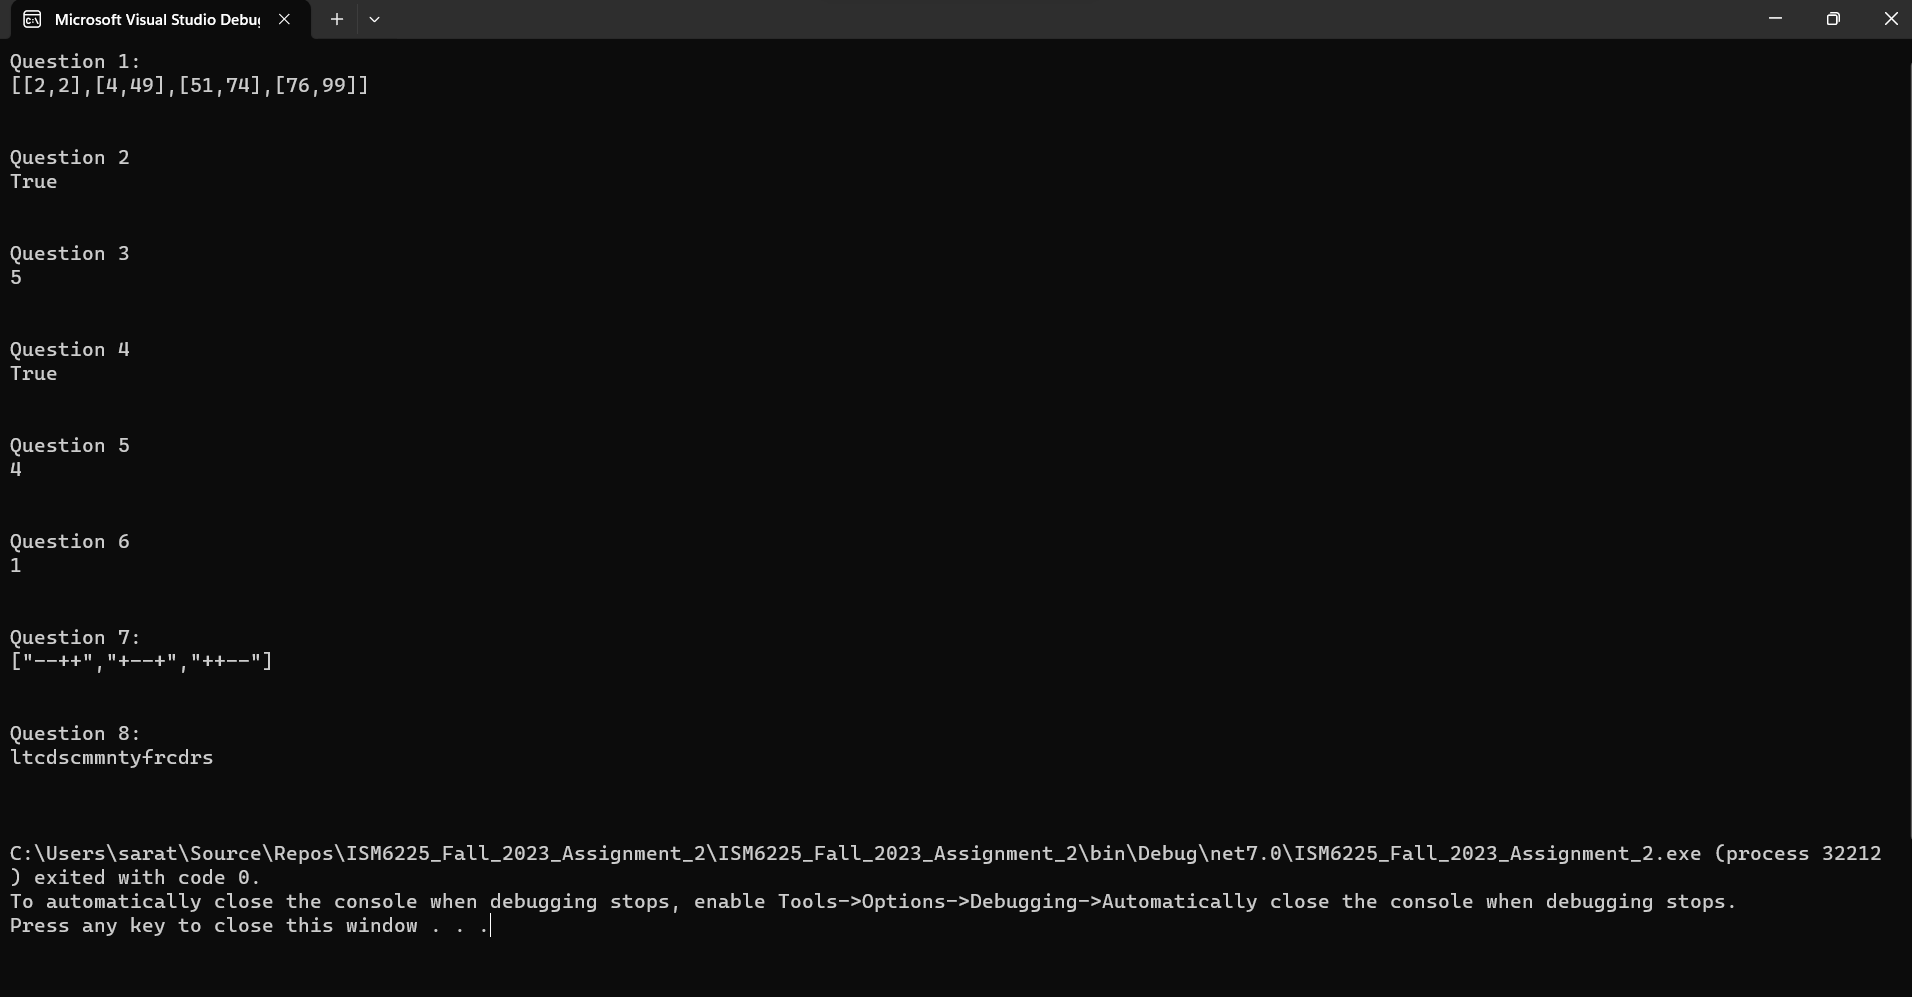 Microsoft Visual Studio Debu
Question 1:
[[2,2],[4,49],[51,74],[76,99]]
Question 2
True
Question 3
5
Question 4
True
Question 5
4
Question 6
1
Question 7:
["--++","+--+","++--"]
Question 8:
ltcdscmmntyfrcdrs
C:\Users\sarat\Source\Repos\ISM6225_Fall_2023_Assignment_2\ISM6225_Fall_2023_Assignment_2\bin\Debug\net7.0\ISM6225_Fall_2023_Assignment_2.exe (process 32212
) exited with code 0.
To automatically close the console when debugging stops, enable Tools->Options->Debugging->Automatically close the console when debugging stops.
Press any key to close this window . . .